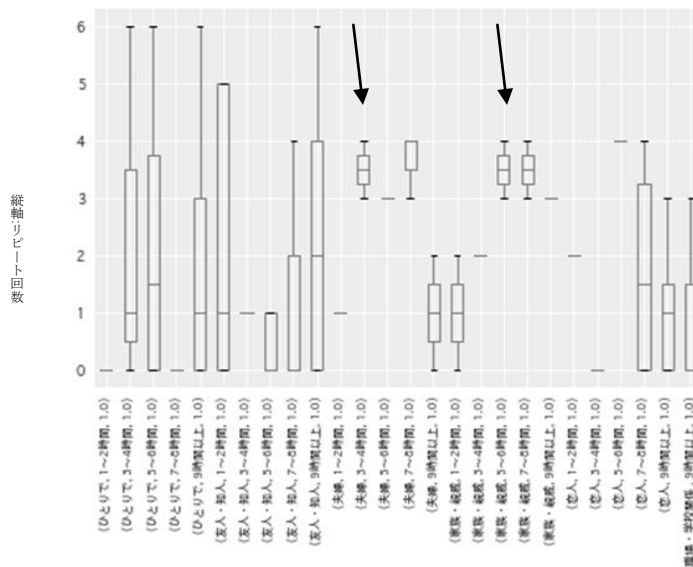 縦軸:リピート回数
6
5
4
3
2
1
0
(ひとりで, 1~2時間, 1.0)
(ひとりで, 3~4時間, 1.0)
(ひとりで, 5~6時間, 1.0)
(ひとりで, 7~8時間, 1.0)
(ひとりで, 9時間以上, 1.0)
(友人・知人, 1~2時間, 1.0)
(友人・知人, 3~4時間, 1.0)
(友人・知人, 5~6時間, 1.0)
(友人・知人, 7~8時間, 1.0)
(友人・知人, 9時間以上, 1.0)
(夫婦, 1~2時間, 1.0)
(夫婦, 3~4時間, 1.0)
(夫婦, 5~6時間, 1.0)
(夫婦, 7~8時間, 1.0)
(夫婦, 9時間以上, 1.0)
(家族・親戚, 1~2時間, 1.0)
(家族・親戚, 3~4時間, 1.0)
(家族・親戚, 5~6時間, 1.0)
(家族・親戚, 7~8時間, 1.0)
(家族・親戚, 9時間以上, 1.0)
(恋人, 1~2時間, 1.0)
(恋人, 3~4時間, 1.0)
(恋人, 5~6時間, 1.0)
(恋人, 7~8時間, 1.0)
(恋人, 9時間以上, 1.0)
職場・学校関係, 9時間以上, 1.0)